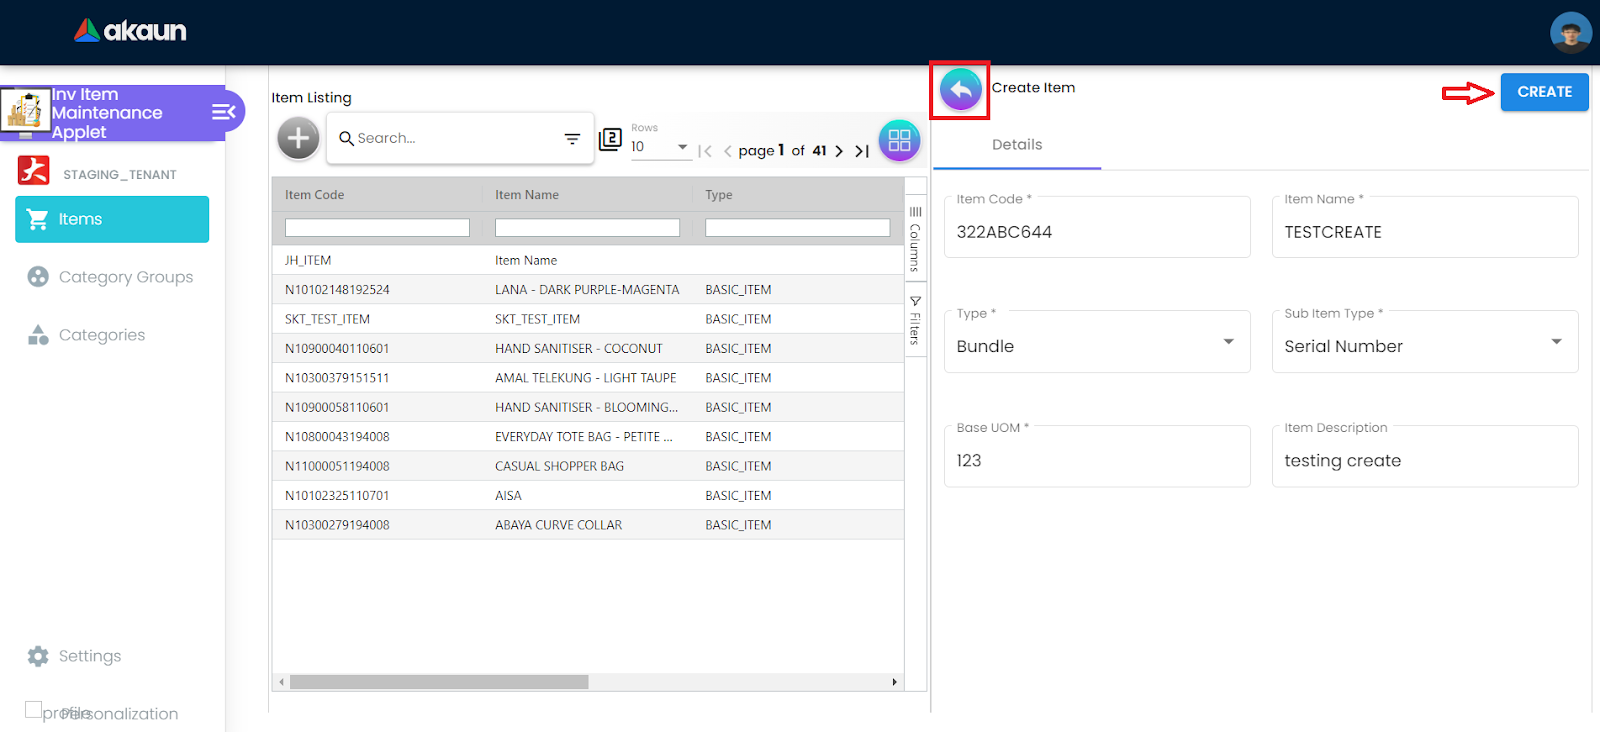 akaun
Inv Item
Maintenance
Applet
STAGING_TENANT
Items
Category Groups
Categories
Settings
profile
Personalization
Item Listing
Search...
2
Rows
10
page 1 of 41
Item Code Item Name Type
JH_ITEM Item Name
N10102148192524 LANA - DARK PURPLE-MAGENTA BASIC_ITEM
SKT_TEST_ITEM SKT_TEST_ITEM BASIC_ITEM
N10900040110601 HAND SANITISER - COCONUT BASIC_ITEM
N10300379151511 AMAL TELEKUNG - LIGHT TAUPE BASIC_ITEM
N10900058110601 HAND SANITISER - BLOOMING... BASIC_ITEM
N10800043194008 EVERYDAY TOTE BAG - PETITE ... BASIC_ITEM
N11000051194008 CASUAL SHOPPER BAG BASIC_ITEM
N10102325110701 AISA BASIC_ITEM
N10300279194008 ABAYA CURVE COLLAR BASIC_ITEM
Columns
Filters
Create Item
CREATE
Details
Item Code * Item Name *
322ABC644 TESTCREATE
Type * Sub Item Type *
Bundle Serial Number
Base UOM * Item Description
123 testing create